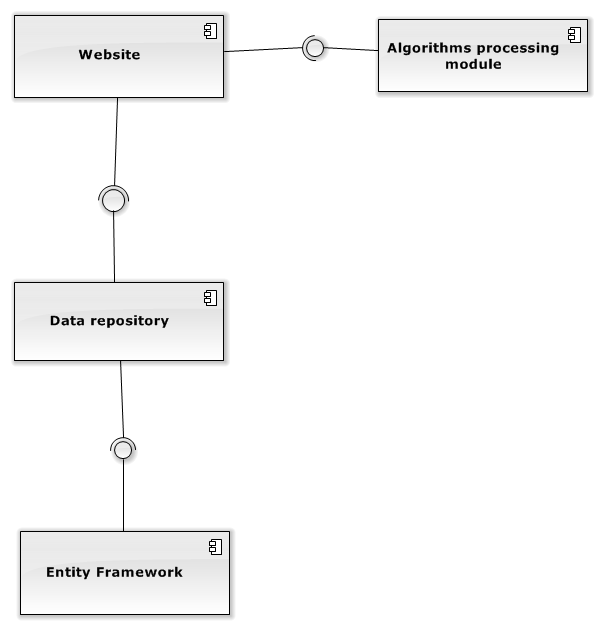 Website
Algorithms processing
module
Data repository
Entity Framework